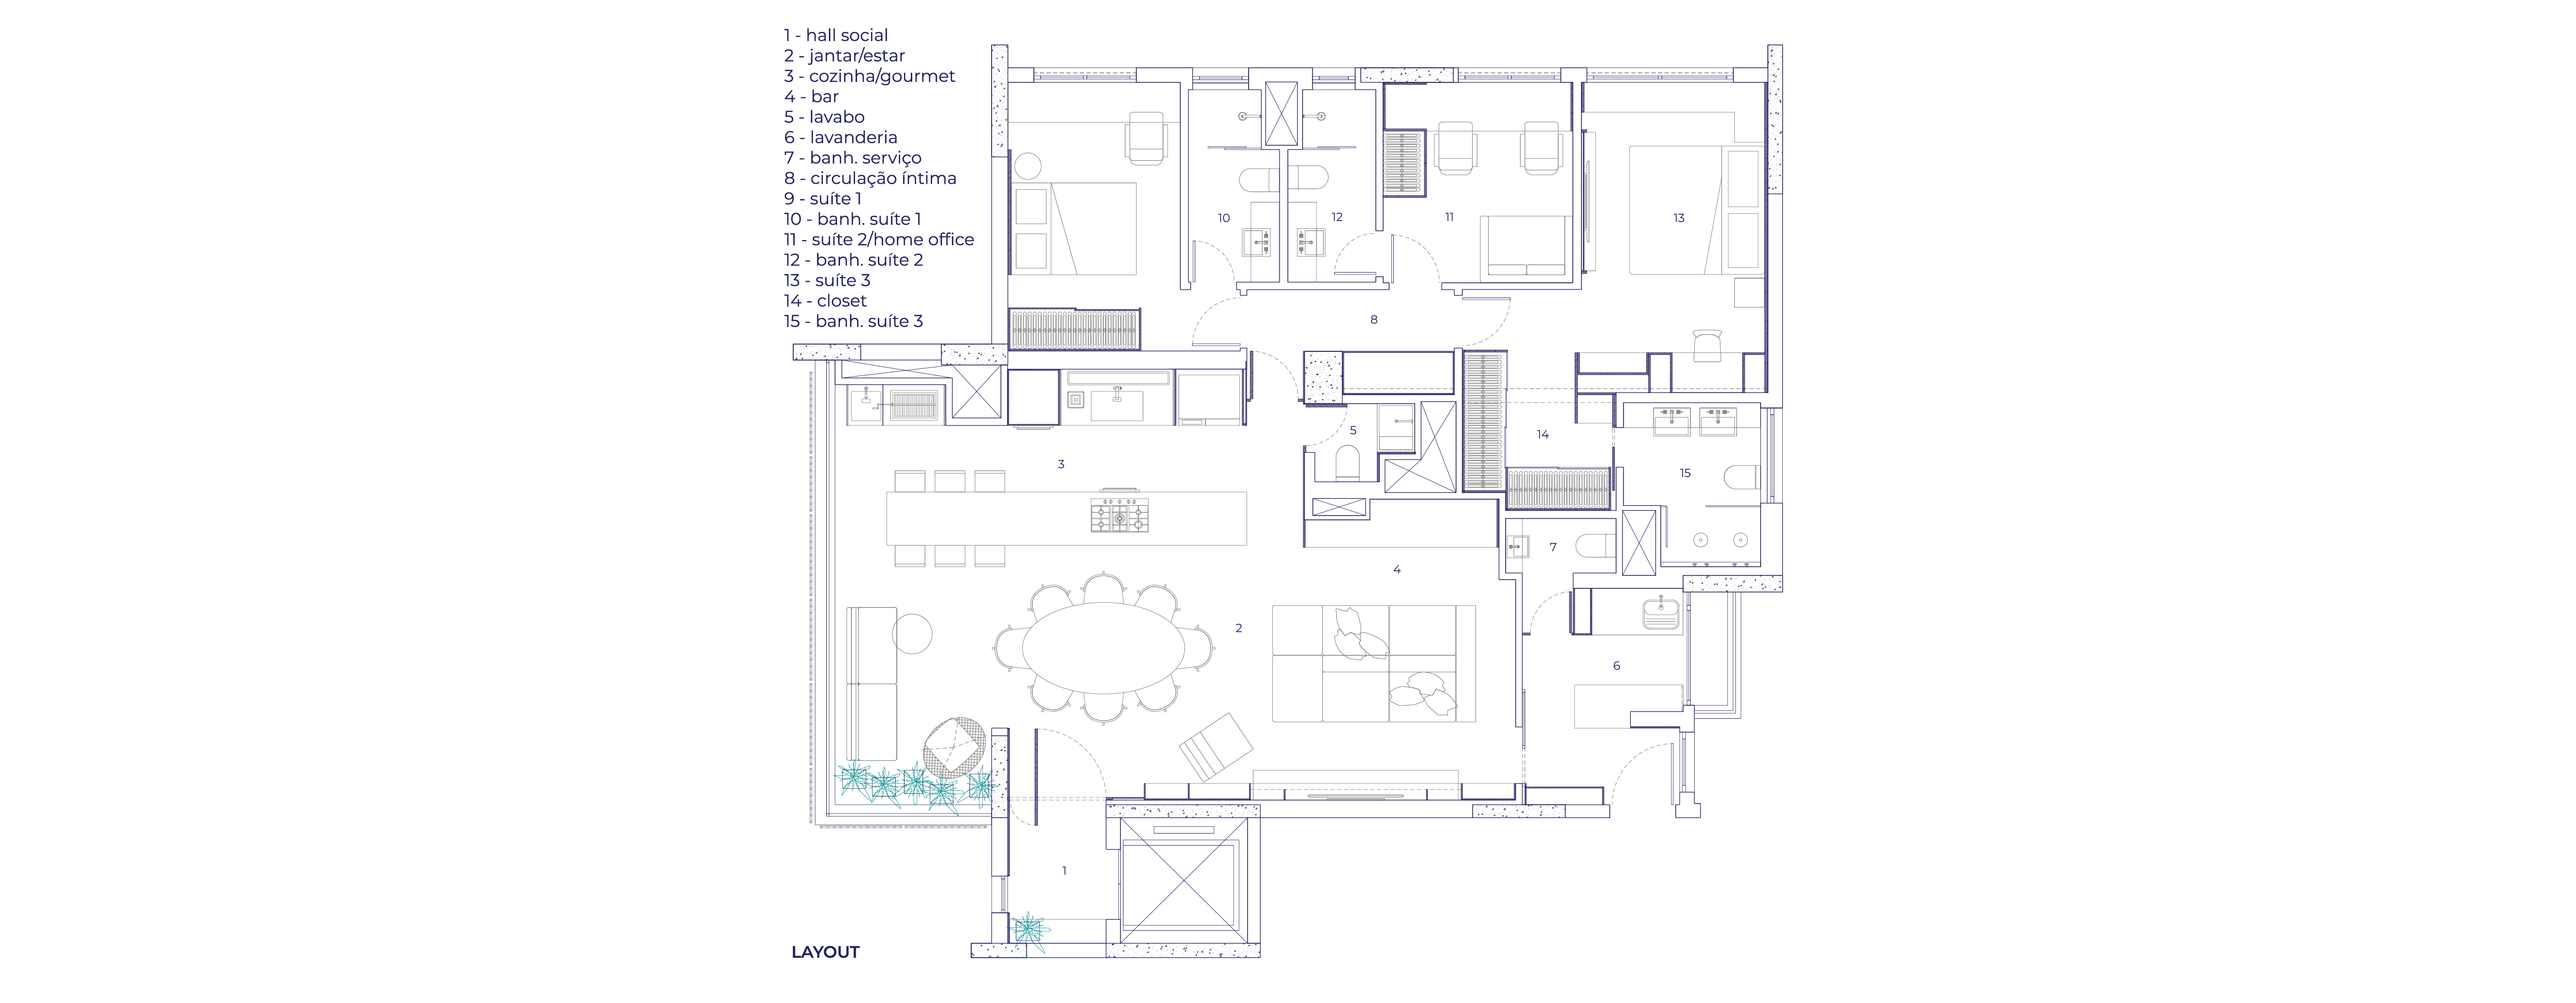 1 - hall social
2 - jantar/estar
3 - cozinha/gourmet
4 - bar
5 - lavabo
6 - lavanderia
7 - banh. serviço
8 - circulação íntima
9 - suíte 1
10 - banh. suíte 1
11 - suíte 2/home office
12 - banh. suíte 2
13 - suíte 3
14 - closet
15 - banh. suíte 3
10
12
11
13
8
5
14
3
15
7
4
2
6
1
LAYOUT